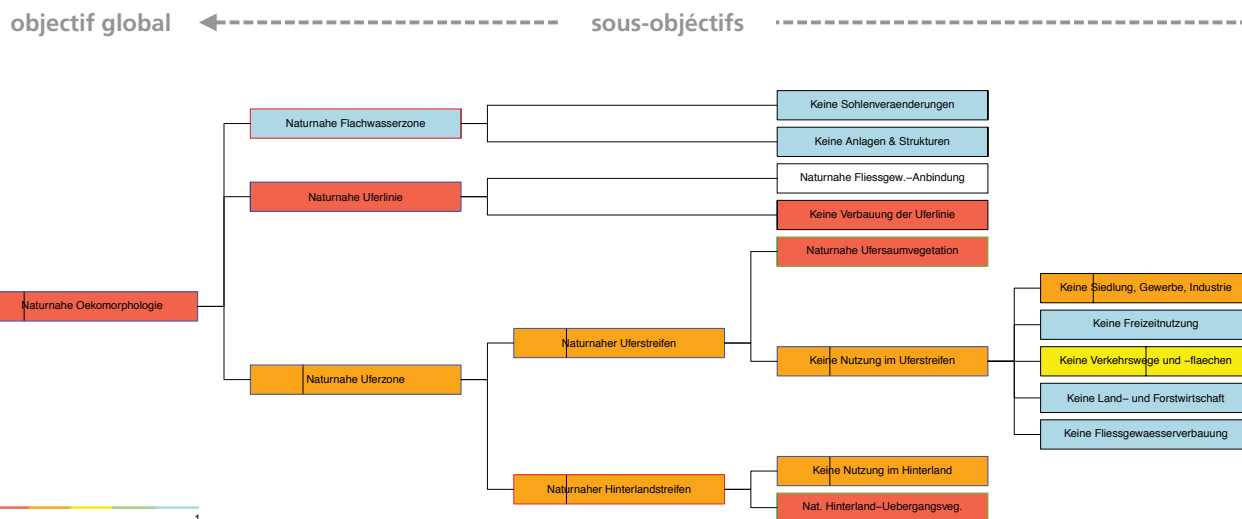 objectif global
sous-objéctifs
Keine Sohlenveraenderungen
Naturnahe Flachwasserzone
Keine Anlagen & Strukturen
Naturnahe Fliessgew.–Anbindung
Naturnahe Uferlinie
Keine Verbauung der Uferlinie
Naturnahe Ufersaumvegetation
Keine Siedlung, Gewerbe, Industrie
Naturnahe Oekomorphologie
Keine Freizeitnutzung
Naturnaher Uferstreifen
Keine Nutzung im Uferstreifen
Keine Verkehrswege und –flaechen
Naturnahe Uferzone
Keine Land– und Forstwirtschaft
Keine Fliessgewaesserverbauung
Keine Nutzung im Hinterland
Naturnaher Hinterlandstreifen
Nat. Hinterland–Uebergangsveg.
1